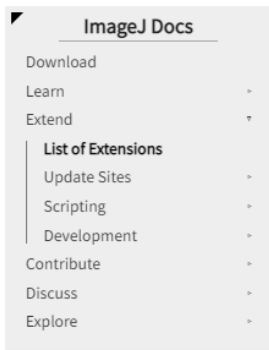 ImageJ Docs
Download
Learn
Extend
List of Extensions
Update Sites
Scripting
Development
Contribute
Discuss
Explore